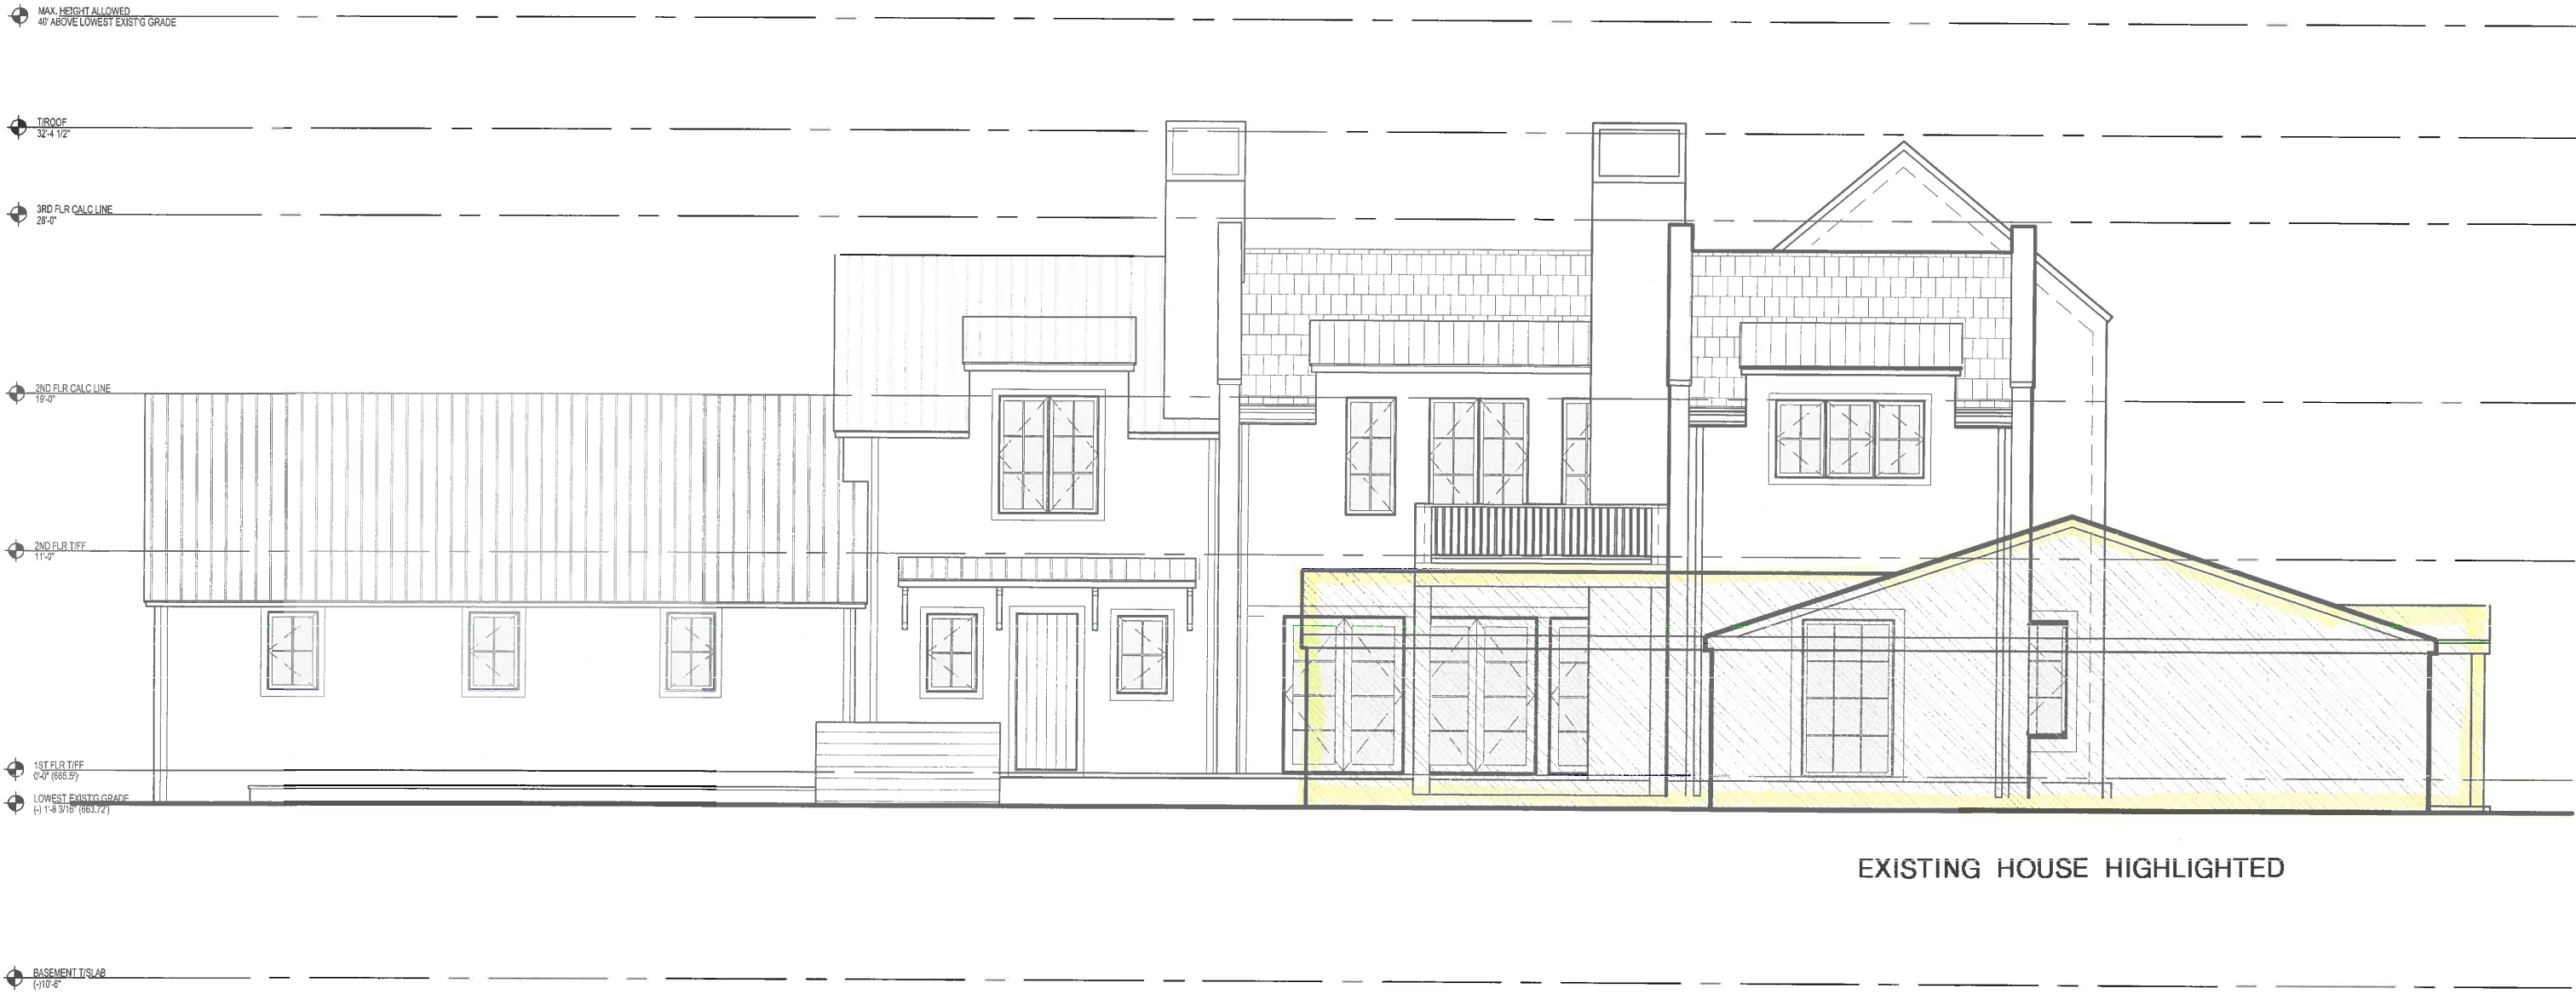 MAX. HEIGHT ALLOWED
40' ABOVE LOWEST EXIST'G GRADE
T/ROOF
32'-4 1/2"
3RD FLR CALC LINE
28'-0"
2ND FLR CALC LINE
19'-0"
2ND FLR T/FF
11'-0"
1ST FLR T/FF
0'-0" (665.5')
LOWEST EXIST'G GRADE
(-) 1'-8 3/16" (663.72')
EXISTING HOUSE HIGHLIGHTED
BASEMENT T/SLAB
(-)10'-6"